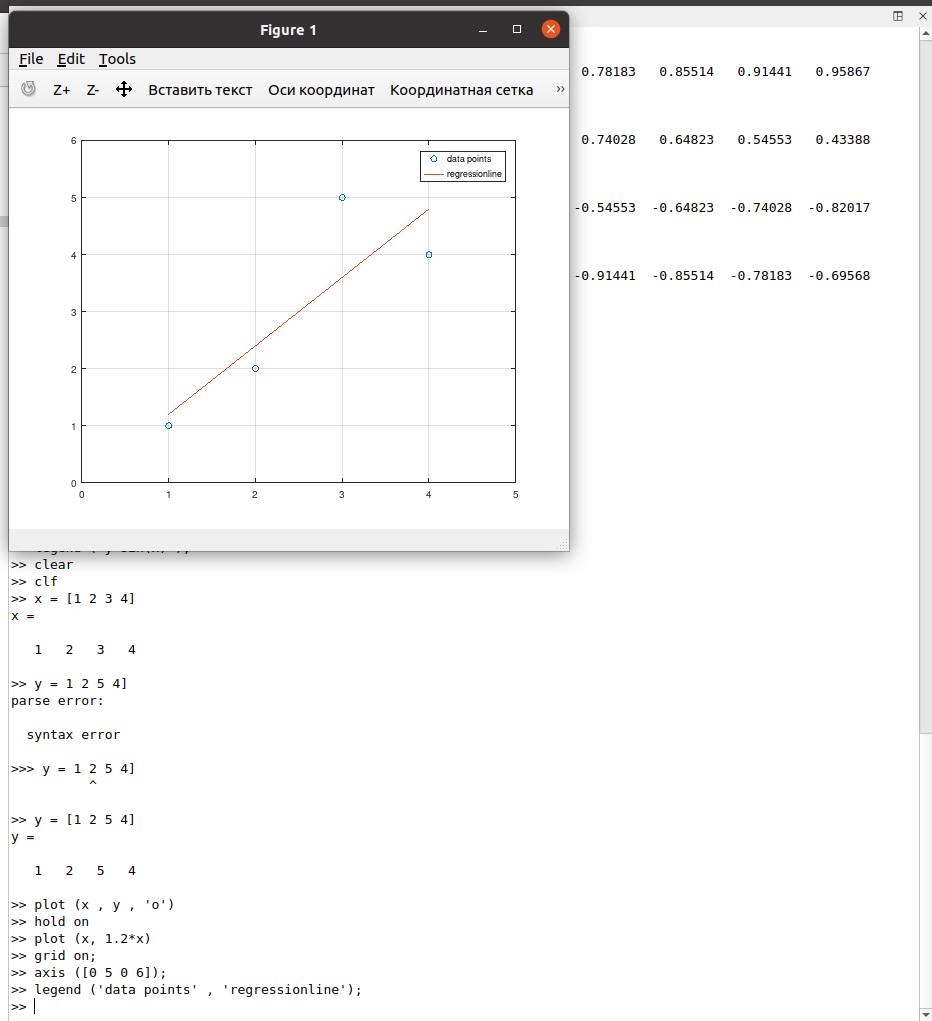 Figure 1
File Edit Tools
Z+ Z- Вставить текст Оси координат Координатная сетка »
0.78183 0.85514 0.91441 0.95867
0.74028 0.64823 0.54553 0.43388
-0.54553 -0.64823 -0.74028 -0.82017
-0.91441 -0.85514 -0.78183 -0.69568
6
5
4
3
2
1
0
0 1 2 3 4 5
data points
regressionline
>> clear
>> clf
>> x = [1 2 3 4]
x =
1 2 3 4
>> y = 1 2 5 4]
parse error:
syntax error
>>> y = 1 2 5 4]
^
>> y = [1 2 5 4]
y =
1 2 5 4
>> plot (x , y , 'o')
>> hold on
>> plot (x, 1.2*x)
>> grid on;
>> axis ([0 5 0 6]);
>> legend ('data points' , 'regressionline');
>>